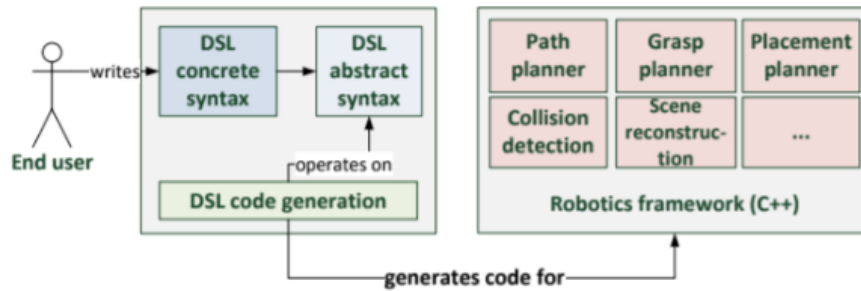 DSL
concrete
syntax
DSL
abstract
syntax
writes
End user
operates on
DSL code generation
Path
planner
Grasp
planner
Placement
planner
Collision
detection
Scene
reconstruc-
tion
...
Robotics framework (C++)
generates code for